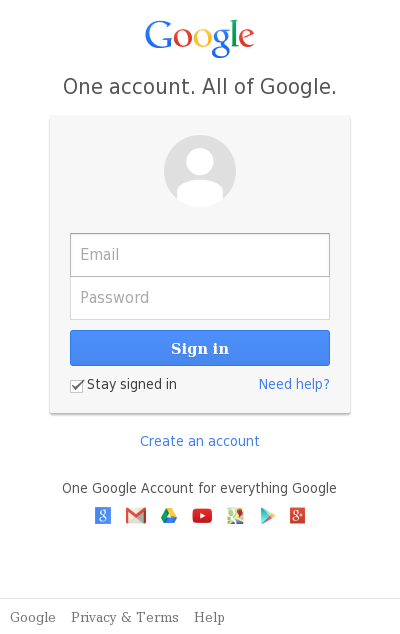 Google
One account. All of Google.
Email
Password
Sign in
Stay signed in Need help?
Create an account
One Google Account for everything Google
Google Privacy & Terms Help